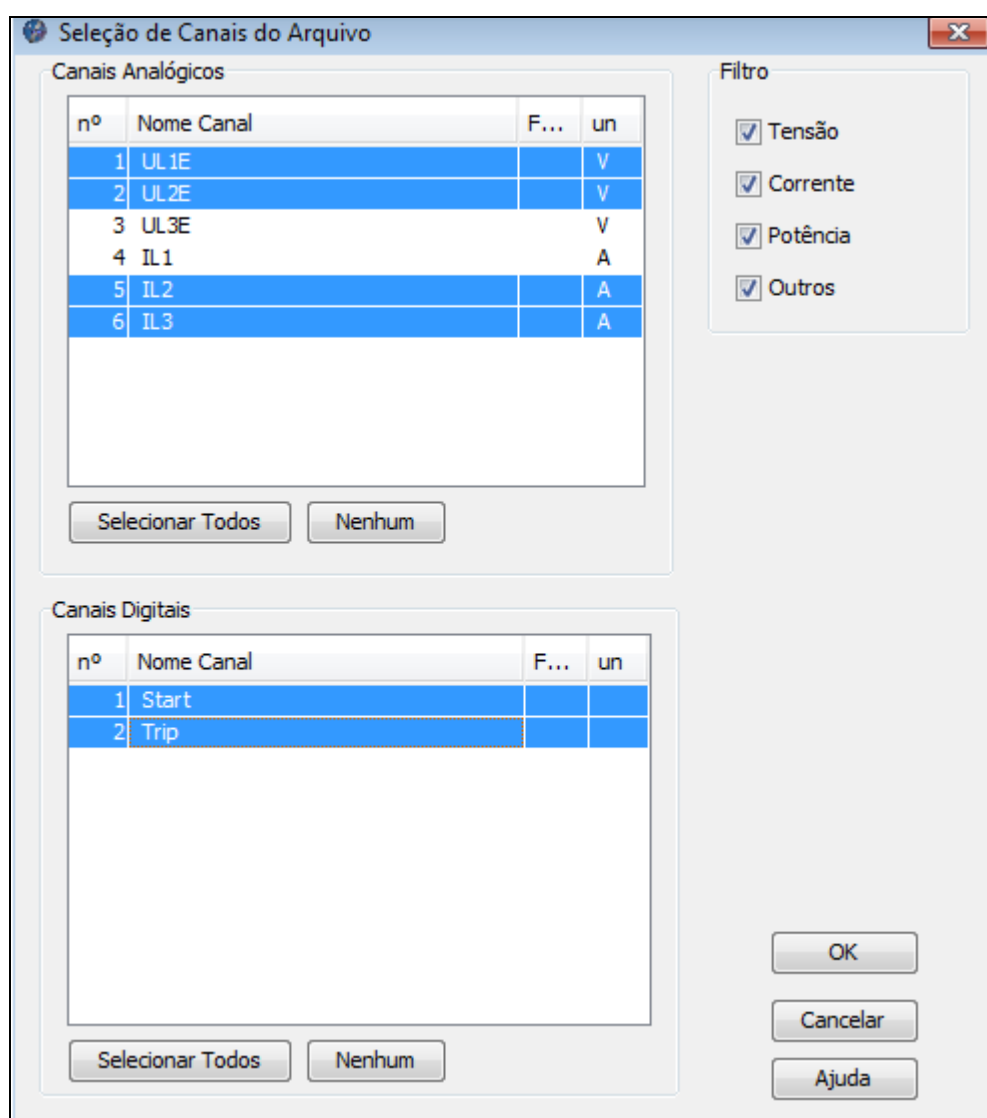 Seleção de Canais do Arquivo
Canais Analógicos
nº Nome Canal F... un
1 UL1E V
2 UL2E V
3 UL3E V
4 IL1 A
5 IL2 A
6 IL3 A
Selecionar Todos Nenhum
Filtro
Tensão
Corrente
Potência
Outros
Canais Digitais
nº Nome Canal F... un
1 Start
2 Trip
Selecionar Todos Nenhum
OK
Cancelar
Ajuda